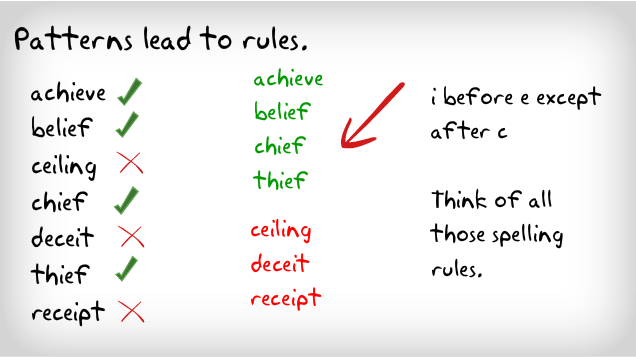 Patterns lead to rules.
achieve
belief
ceiling
chief
deceit
thief
receipt
achieve
belief
chief
thief
ceiling
deceit
receipt
i before e except
after c
Think of all
those spelling
rules.